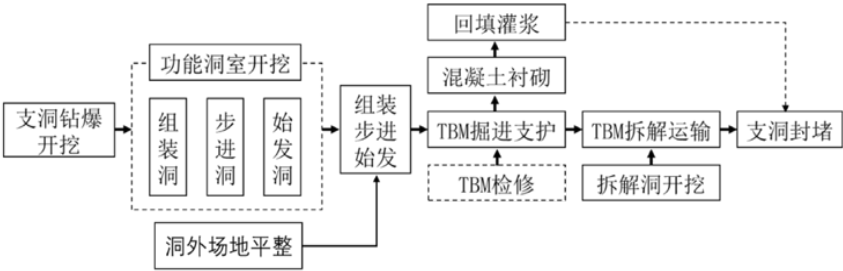 回填灌浆
功能洞室开挖
混凝土衬砌
支洞钻爆
开挖
组装洞
步进洞
始发洞
组装
步进
始发
TBM掘进支护
TBM拆解运输
支洞封堵
TBM检修
拆解洞开挖
洞外场地平整